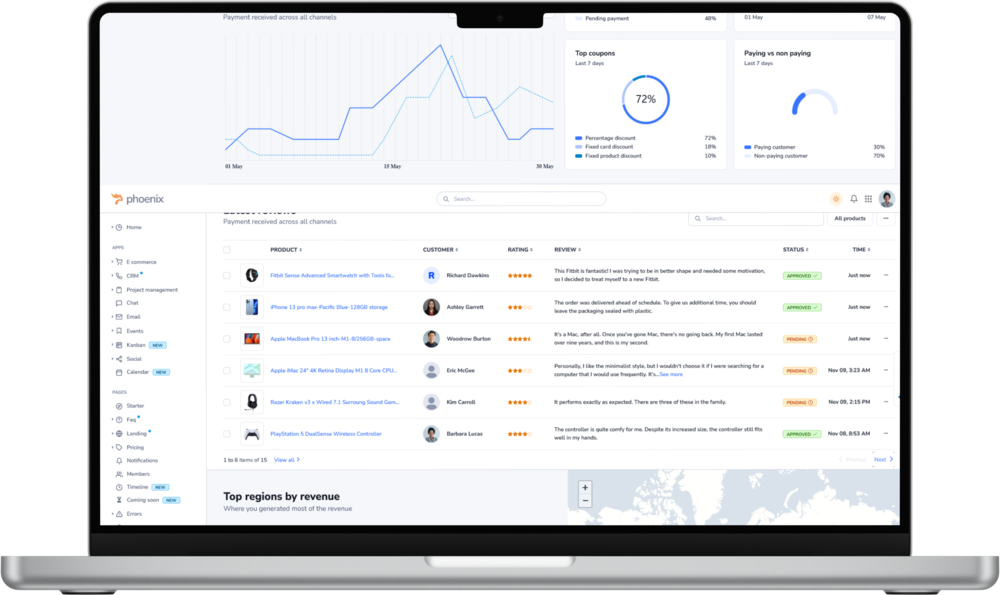 Payment received across all channels
01 May
15 May
30 May
Pending payment 48%
01 May 07 May
Top coupons
Last 7 days
72%
Percentage discount 72%
Fixed card discount 18%
Fixed product discount 10%
Paying vs non paying
Last 7 days
Paying customer 30%
Non-paying customer 70%
phoenix
Search...
Home
APPS
E commerce
CRM
Project management
Chat
Email
Events
Kanban NEW
Social
Calendar NEW
PAGES
Starter
Faq
Landing
Pricing
Notifications
Members
Timeline NEW
Coming soon NEW
Errors
Latest reviews
Payment received across all channels
Search...
All products
PRODUCT CUSTOMER RATING REVIEW STATUS TIME
Fitbit Sense Advanced Smartwatch with Tools fo...
R
Richard Dawkins
This Fitbit is fantastic! I was trying to be in better shape and needed some motivation,
so I decided to treat myself to a new Fitbit.
APPROVED
Just now
iPhone 13 pro max-Pacific Blue-128GB storage
Ashley Garrett
The order was delivered ahead of schedule. To give us additional time, you should
leave the packaging sealed with plastic.
APPROVED
Just now
Apple MacBook Pro 13 inch-M1-8/256GB-space
Woodrow Burton
It's a Mac, after all. Once you've gone Mac, there's no going back. My first Mac lasted
over nine years, and this is my second.
PENDING
Just now
Apple iMac 24" 4K Retina Display M1 8 Core CPU...
Eric McGee
Personally, I like the minimalist style, but I wouldn't choose it if I were searching for a
computer that I would use frequently. It's...See more
PENDING
Nov 09, 3:23 AM
Razer Kraken v3 x Wired 7.1 Surroung Sound Gam...
Kim Carroll
It performs exactly as expected. There are three of these in the family.
PENDING
Nov 09, 2:15 PM
PlayStation 5 DualSense Wireless Controller
Barbara Lucas
The controller is quite comfy for me. Despite its increased size, the controller still fits
well in my hands.
APPROVED
Nov 08, 8:53 AM
1 to 6 items of 15 View all
Previous
Next
Top regions by revenue
Where you generated most of the revenue
+
−